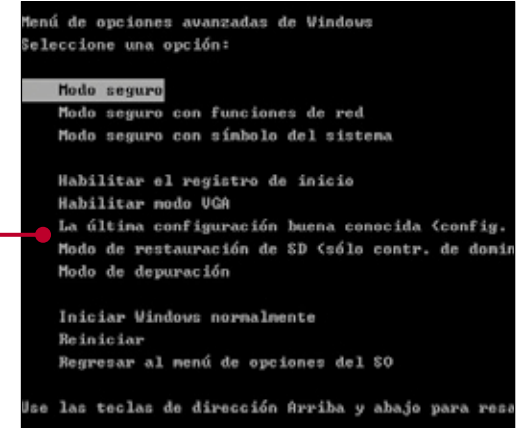 Menú de opciones avanzadas de Windows
Seleccione una opción:
Modo seguro
Modo seguro con funciones de red
Modo seguro con símbolo del sistema
Habilitar el registro de inicio
Habilitar modo VGA
La última configuración buena conocida (config.
Modo de restauración de SD (sólo contr. de domin
Modo de depuración
Iniciar Windows normalmente
Reiniciar
Regresar al menú de opciones del SO
Use las teclas de dirección Arriba y abajo para resa